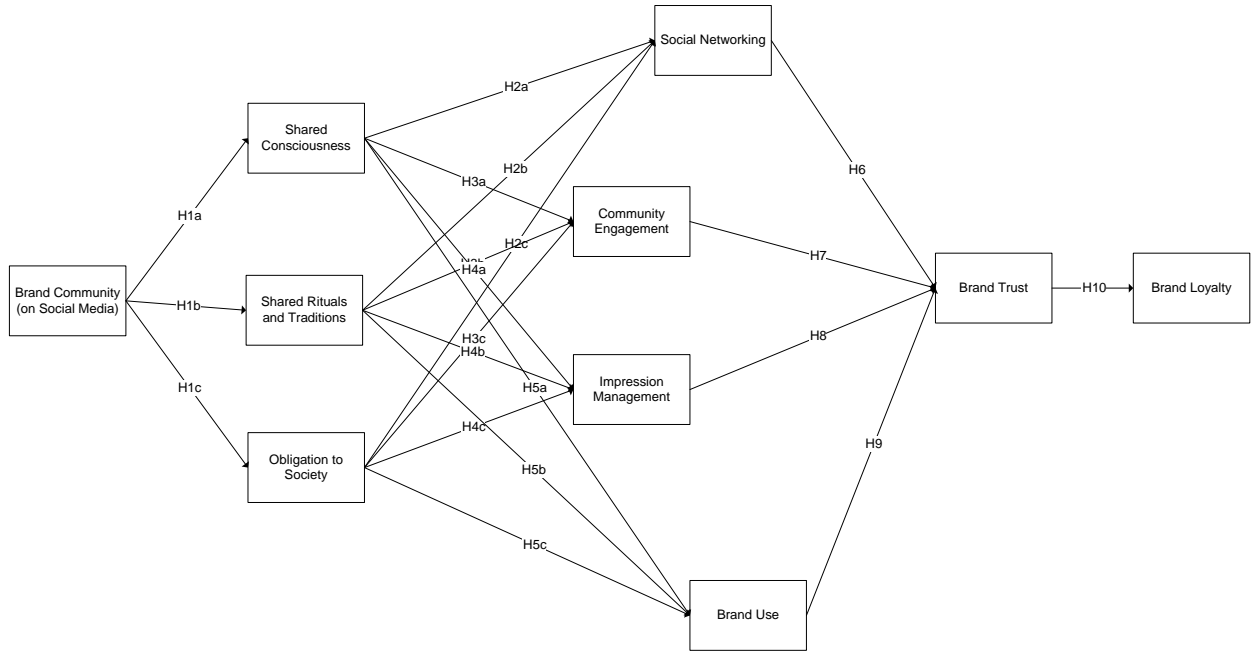 Social Networking
H2a
Shared
Consciousness
H2b
H6
H3a
H1a
Community
Engagement
H2c
H7
H4a
Brand Community
(on Social Media)
H1b
Shared Rituals
and Traditions
Brand Trust
H10
Brand Loyalty
H3c
H8
H4b
H1c
H5a
Impression
Management
H4c
H9
Obligation to
Society
H5b
H5c
Brand Use